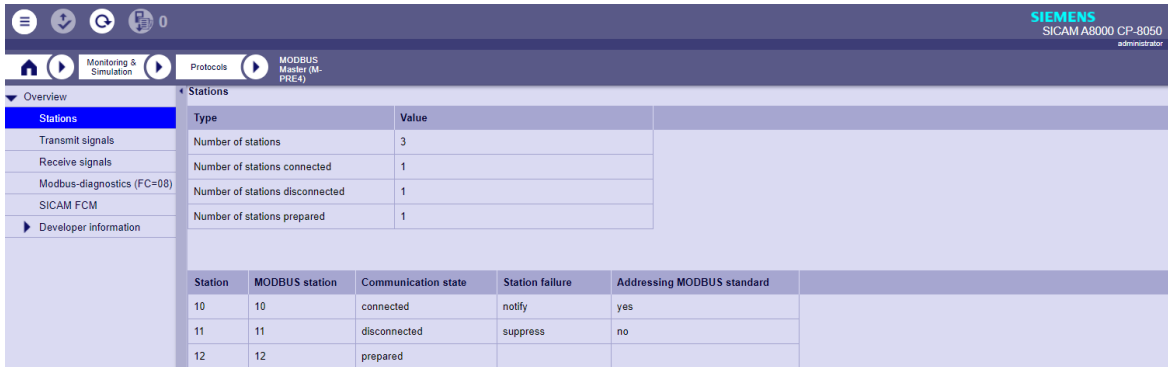 0
SIEMENS
SICAM A8000 CP-8050
administrator
Monitoring &
Simulation
Protocols
MODBUS
Master (M-
PRE4)
Overview
Stations
Transmit signals
Receive signals
Modbus-diagnostics (FC=08)
SICAM FCM
Developer information
Stations
Type Value
Number of stations 3
Number of stations connected 1
Number of stations disconnected 1
Number of stations prepared 1
Station MODBUS station Communication state Station failure Addressing MODBUS standard
10 10 connected notify yes
11 11 disconnected suppress no
12 12 prepared